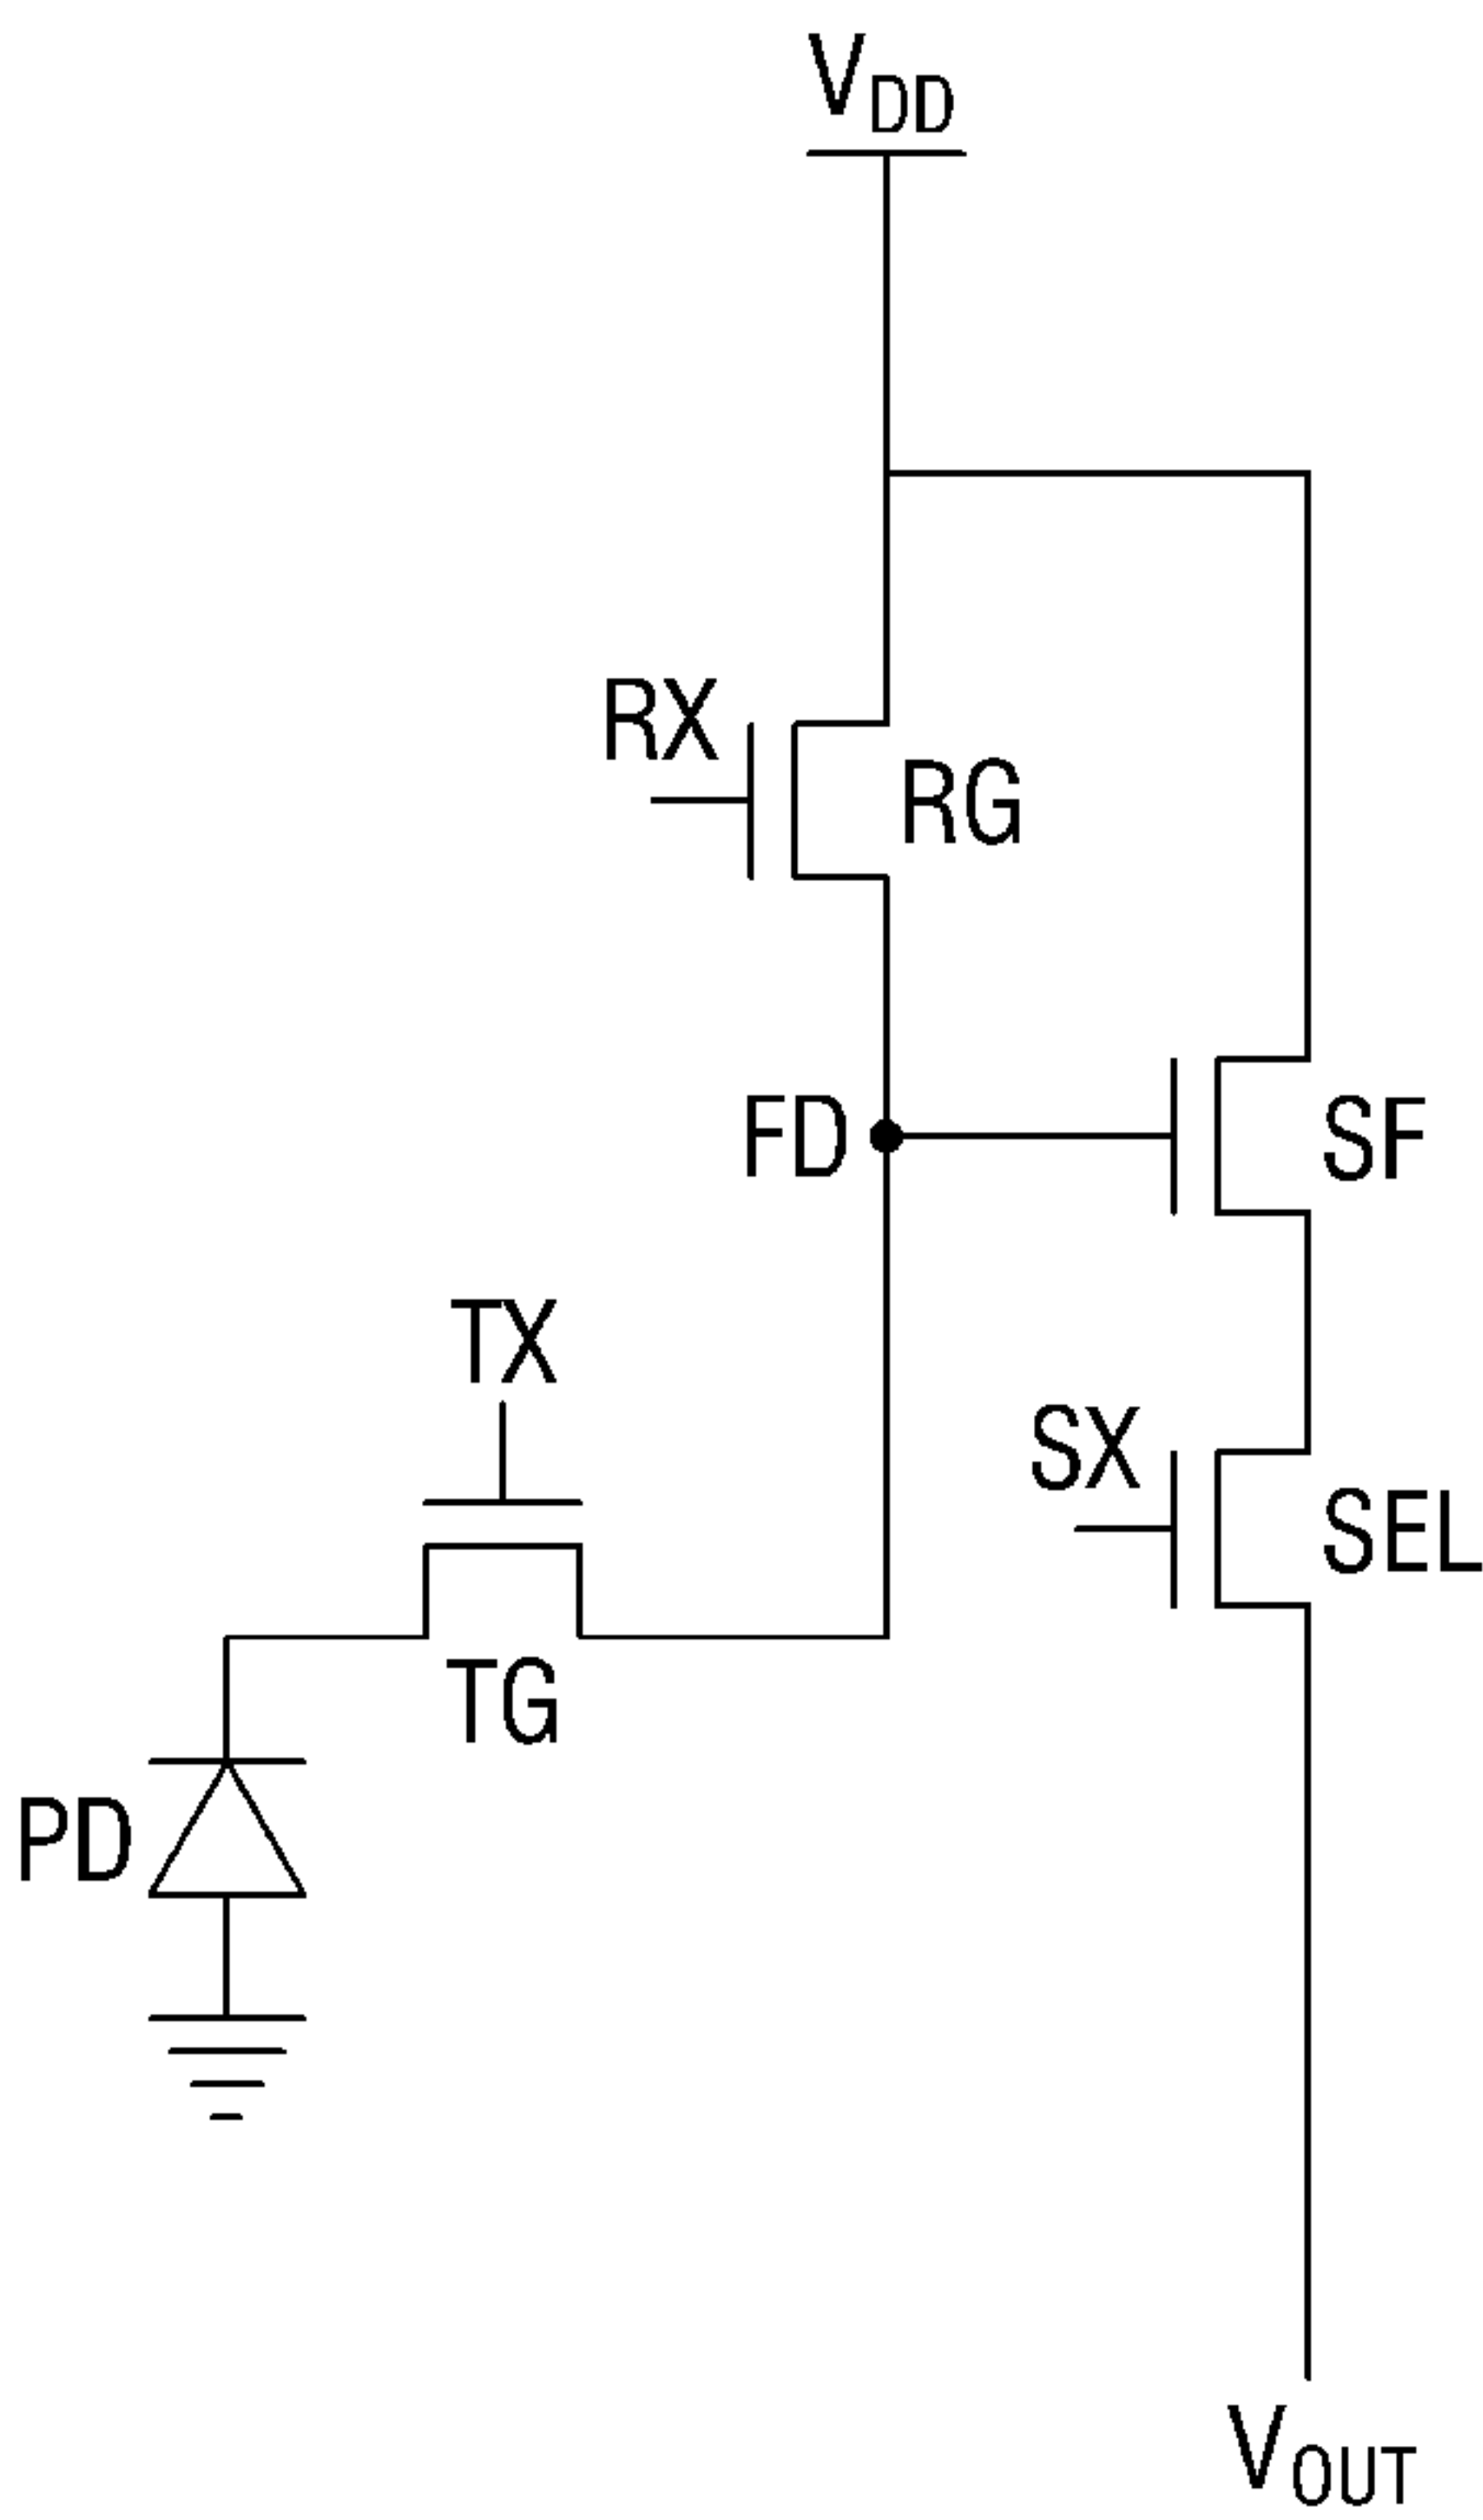 VDD
RX
RG
FD
SF
TX
SX
SEL
TG
PD
VOUT